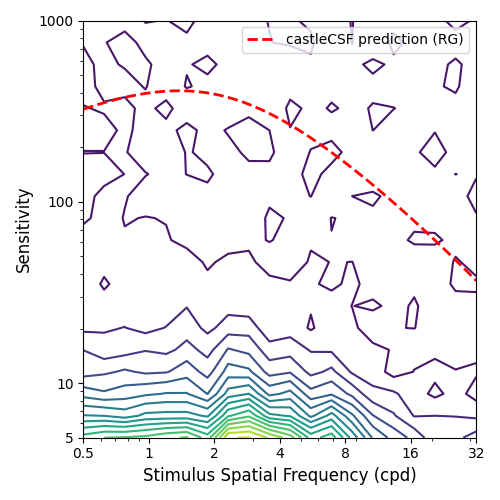 1000
castleCSF prediction (RG)
100
Sensitivity
10
5
0.5 1 2 4 8 16 32
Stimulus Spatial Frequency (cpd)